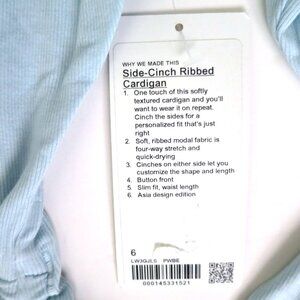 WHY WE MADE THIS
Side-Cinch Ribbed
Cardigan
1. One touch of this softly
textured cardigan and you'll
want to wear it on repeat.
Cinch the sides for a
personalized fit that's just
right
2. Soft, ribbed modal fabric is
four-way stretch and
quick-drying
3. Cinches on either side let you
customize the shape and length
4. Button front
5. Slim fit, waist length
6. Asia design edition
6
LW3GJLS PWBE
000145331521